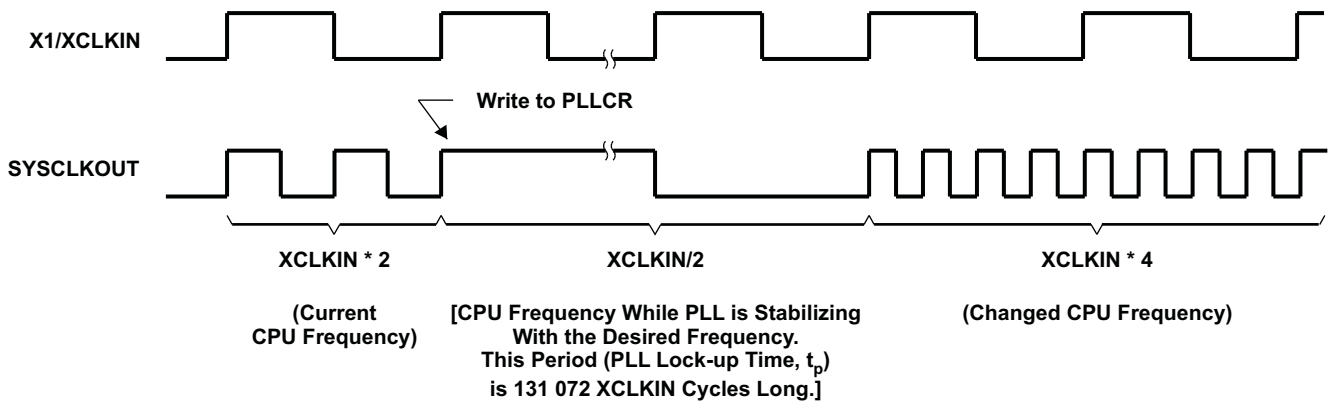 X1/XCLKIN
Write to PLLCR
SYSCLKOUT
XCLKIN * 2
XCLKIN/2
XCLKIN * 4
(Current
CPU Frequency)
[CPU Frequency While PLL is Stabilizing
With the Desired Frequency.
This Period (PLL Lock-up Time, tp)
is 131 072 XCLKIN Cycles Long.]
(Changed CPU Frequency)